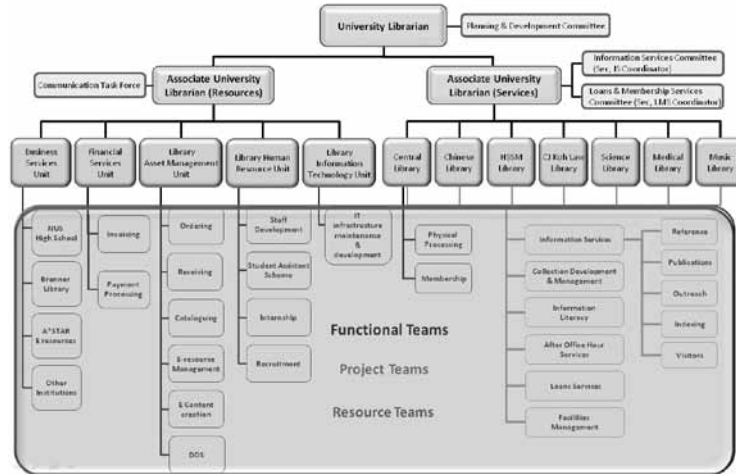 University Librarian
Planning & Development Committee
Communication Task Force
Associate University
Librarian (Resources)
Associate University
Librarian (Services)
Information Services Committee
(Sec, IS Coordinator)
Loans & Membership Services
Committee (Sec, LMS Coordinator)
Business
Services
Unit
Financial
Services
Unit
Library
Asset Management
Unit
Library Human
Resource Unit
Library
Information
Technology Unit
Central
Library
Chinese
Library
HSSM
Library
CJ Koh Law
Library
Science
Library
Medical
Library
Music
Library
NUS
High School
Brenner
Library
A*STAR
E resources
Other
Institutions
Invoicing
Payment
Processing
Ordering
Receiving
Cataloguing
E-resource
Management
E Content
creation
DDS
Staff
Development
Student Assistant
Scheme
Internship
Recruitment
IT
infrastructure
maintenance
&
development
Physical
Processing
Membership
Information Services
Collection Development
& Management
Information
Literacy
After Office Hour
Services
Loans Services
Facilities
Management
Reference
Publications
Outreach
Indexing
Visitors
Functional Teams
Project Teams
Resource Teams